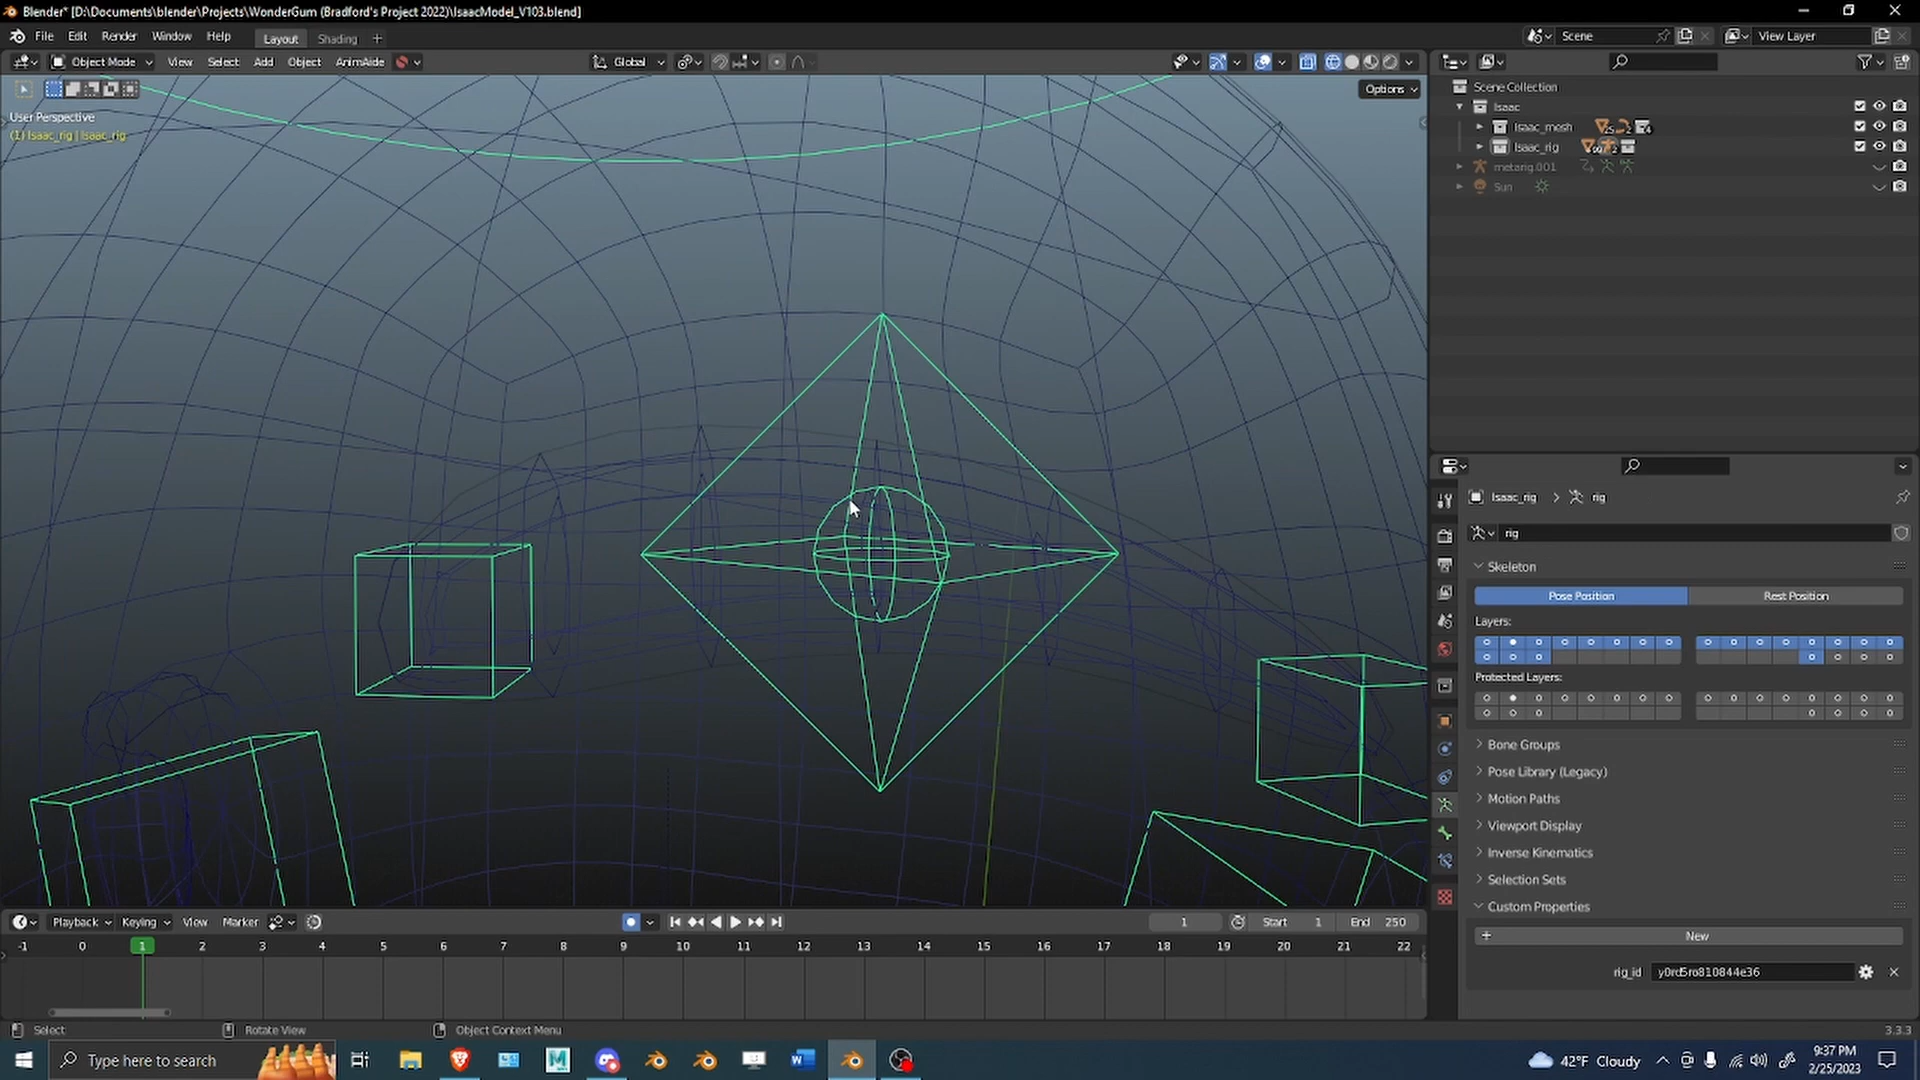 Blender* [D:\Documents\blender\Projects\WonderGum (Bradford's Project 2022)\IsaacModel_V103.blend]
File Edit Render Window Help Layout Shading +
Scene View Layer
Object Mode View Select Add Object AnimAide Global
Options
User Perspective
(1) Isaac_rig | Isaac_rig
Scene Collection
Isaac
Isaac_mesh 25 2 4
Isaac_rig 2
metarig.001
Sun
Isaac_rig > rig
rig
Skeleton
Pose Position Rest Position
Layers:
Protected Layers:
Bone Groups
Pose Library (Legacy)
Motion Paths
Viewport Display
Inverse Kinematics
Selection Sets
Custom Properties
+ New
rig_id y0rd5ro810844e36
Playback Keying View Marker 1 Start 1 End 250
-1 0 1 2 3 4 5 6 7 8 9 10 11 12 13 14 15 16 17 18 19 20 21 22
Select Rotate View Object Context Menu 3.3.3
Type here to search 42°F Cloudy 9:37 PM
2/25/2023